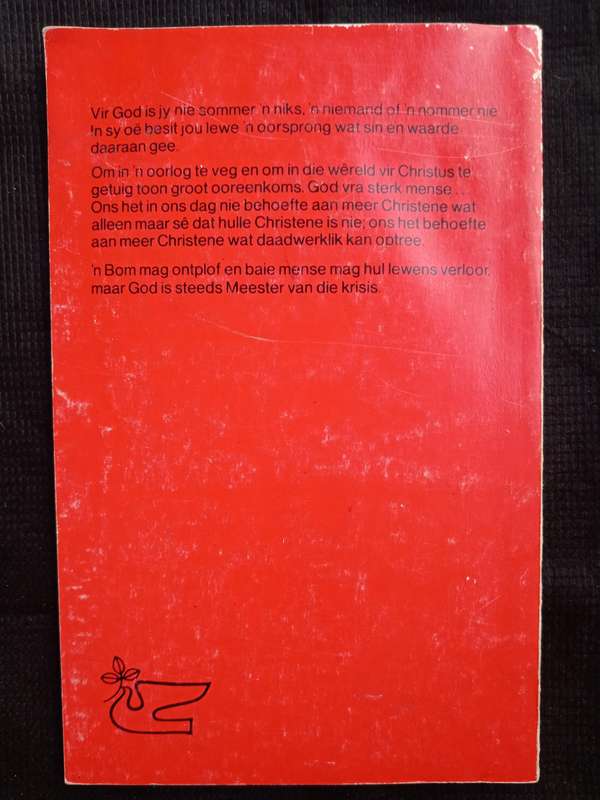 Vir God is jy nie sommer 'n niks, 'n niemand of 'n nommer nie
In sy oë besit jou lewe 'n oorsprong wat sin en waarde
daaraan gee.
Om in 'n oorlog te veg en om in die wêreld vir Christus te
getuig toon groot ooreenkoms. God vra sterk mense...
Ons het in ons dag nie behoefte aan meer Christene wat
alleen maar sê dat hulle Christene is nie; ons het behoefte
aan meer Christene wat daadwerklik kan optree.
'n Bom mag ontplof en baie mense mag hul lewens verloor,
maar God is steeds Meester van die krisis.